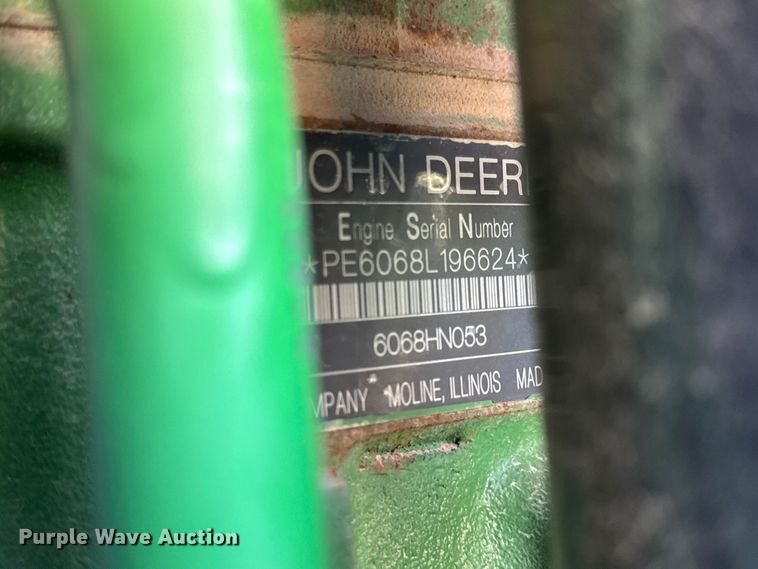 JOHN DEER
Engine Serial Number
*PE6068L196624*
6068HN053
MPANY MOLINE, ILLINOIS MAD
Purple Wave Auction